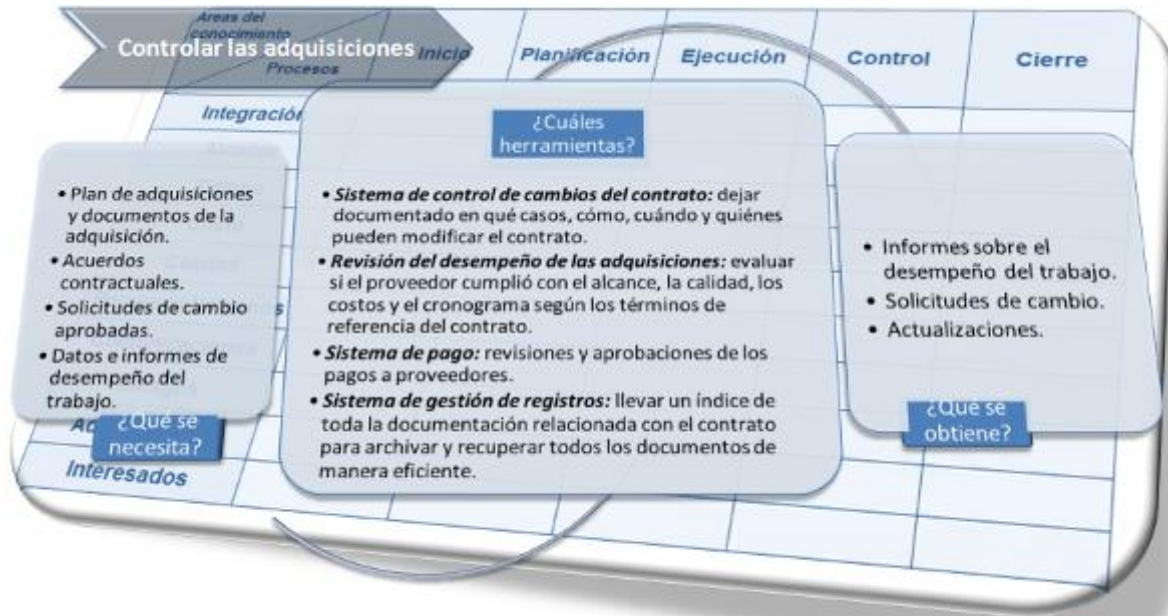 Areas del
conocimiento
Controlar las adquisiciones
Procesos
Inicio
Planificación
Ejecución
Control
Cierre
Integración
¿Cuáles
herramientas?
• Plan de adquisiciones
y documentos de la
adquisición.
• Acuerdos
contractuales.
• Solicitudes de cambio
aprobadas.
• Datos e informes de
desempeño del
trabajo.
¿Qué se
necesita?
• Sistema de control de cambios del contrato: dejar
documentado en qué casos, cómo, cuándo y quiénes
pueden modificar el contrato.
• Revisión del desempeño de las adquisiciones: evaluar
si el proveedor cumplió con el alcance, la calidad, los
costos y el cronograma según los términos de
referencia del contrato.
• Sistema de pago: revisiones y aprobaciones de los
pagos a proveedores.
• Sistema de gestión de registros: llevar un índice de
toda la documentación relacionada con el contrato
para archivar y recuperar todos los documentos de
manera eficiente.
• Informes sobre el
desempeño del trabajo.
• Solicitudes de cambio.
• Actualizaciones.
¿Qué se
obtiene?
Interesados